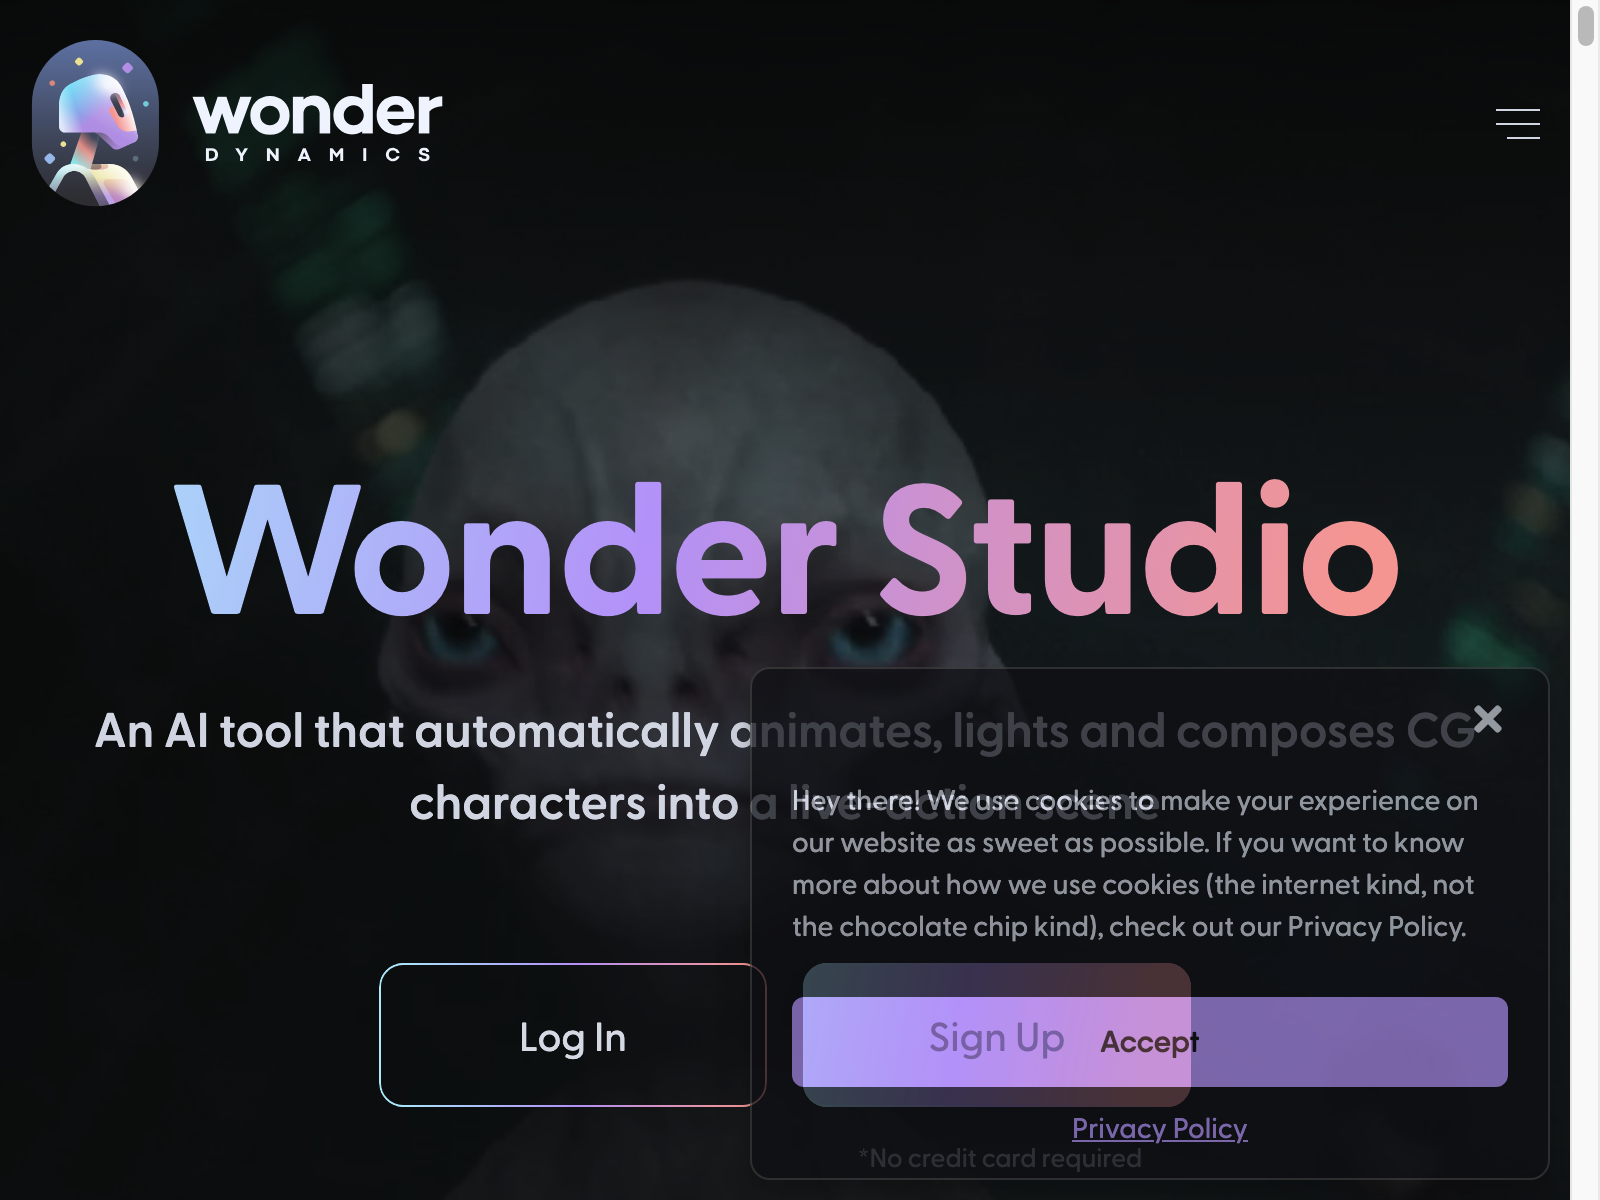 wonder
DYNAMICS
Wonder Studio
An AI tool that automatically animates, lights and composes CG
characters into a live-action scene
Hey there! We use cookies to make your experience on
our website as sweet as possible. If you want to know
more about how we use cookies (the internet kind, not
the chocolate chip kind), check out our Privacy Policy.
Log In
Sign Up
Accept
Privacy Policy
*No credit card required